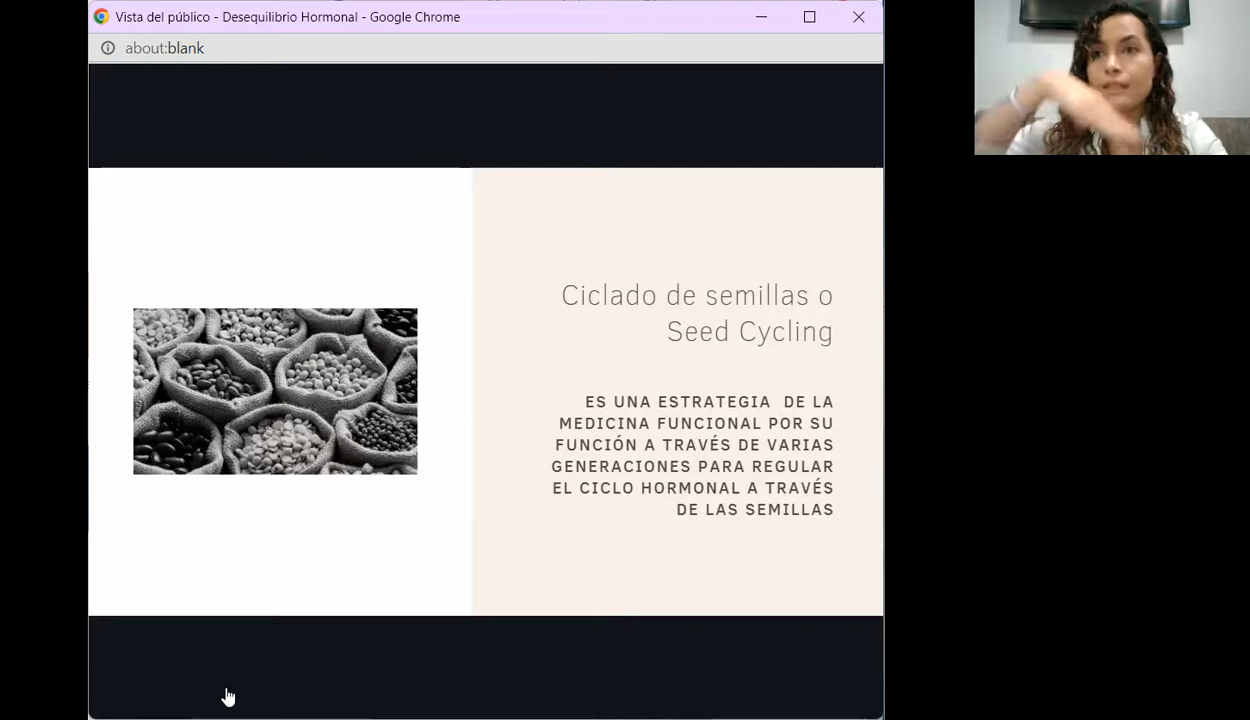 Vista del público - Desequilibrio Hormonal - Google Chrome
about:blank
Ciclado de semillas o
Seed Cycling
ES UNA ESTRATEGIA DE LA
MEDICINA FUNCIONAL POR SU
FUNCIÓN A TRAVÉS DE VARIAS
GENERACIONES PARA REGULAR
EL CICLO HORMONAL A TRAVÉS
DE LAS SEMILLAS